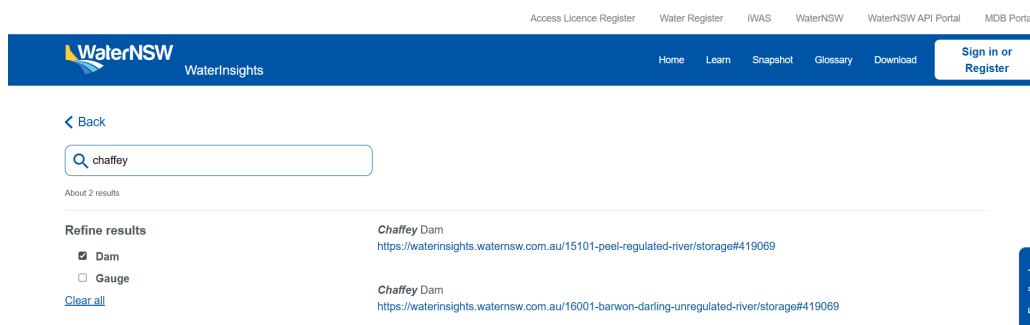 Access Licence Register Water Register iWAS WaterNSW WaterNSW API Portal MDB Porta
WaterNSW
WaterInsights
Home Learn Snapshot Glossary Download
Sign in or
Register
Back
chaffey
About 2 results
Refine results
Dam
Gauge
Clear all
Chaffey Dam
https://waterinsights.waternsw.com.au/15101-peel-regulated-river/storage#419069
Chaffey Dam
https://waterinsights.waternsw.com.au/16001-barwon-darling-unregulated-river/storage#419069